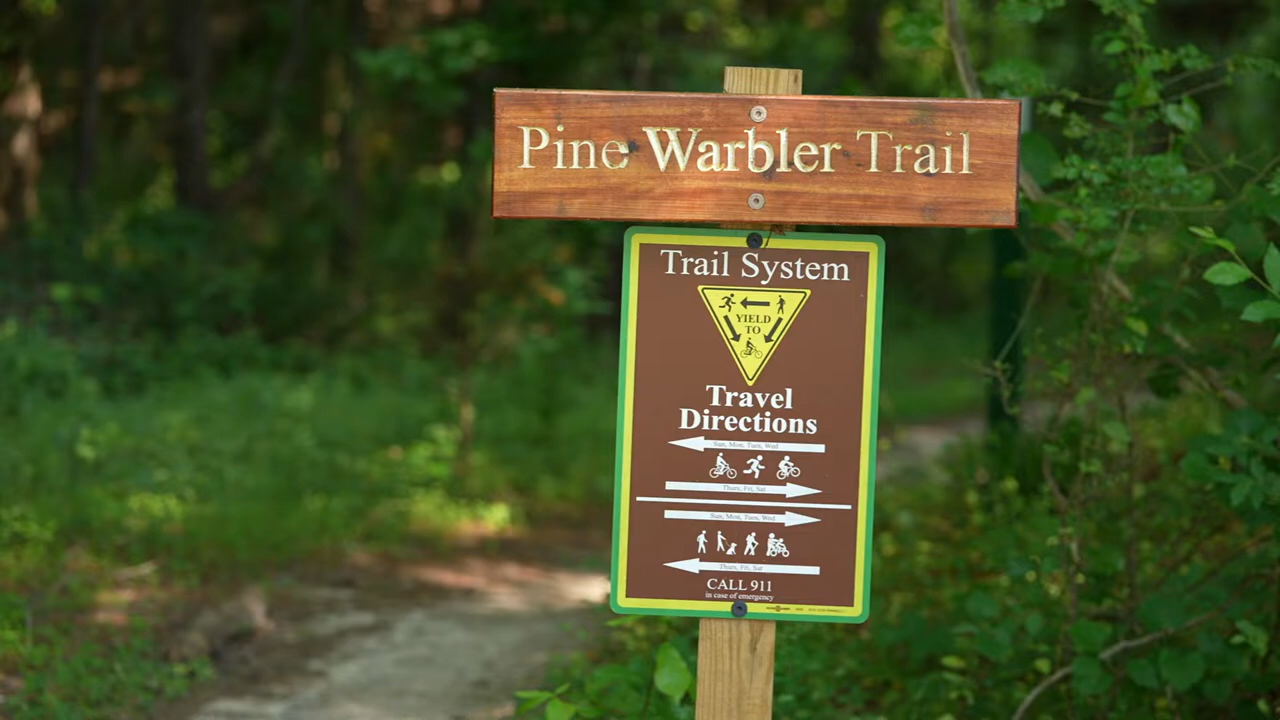 Pine Warbler Trail
Trail System
YIELD
TO
Travel
Directions
Sun, Mon, Tues, Wed
Thurs, Fri, Sat
Sun, Mon, Tues, Wed
Thurs, Fri, Sat
CALL 911
in case of emergency